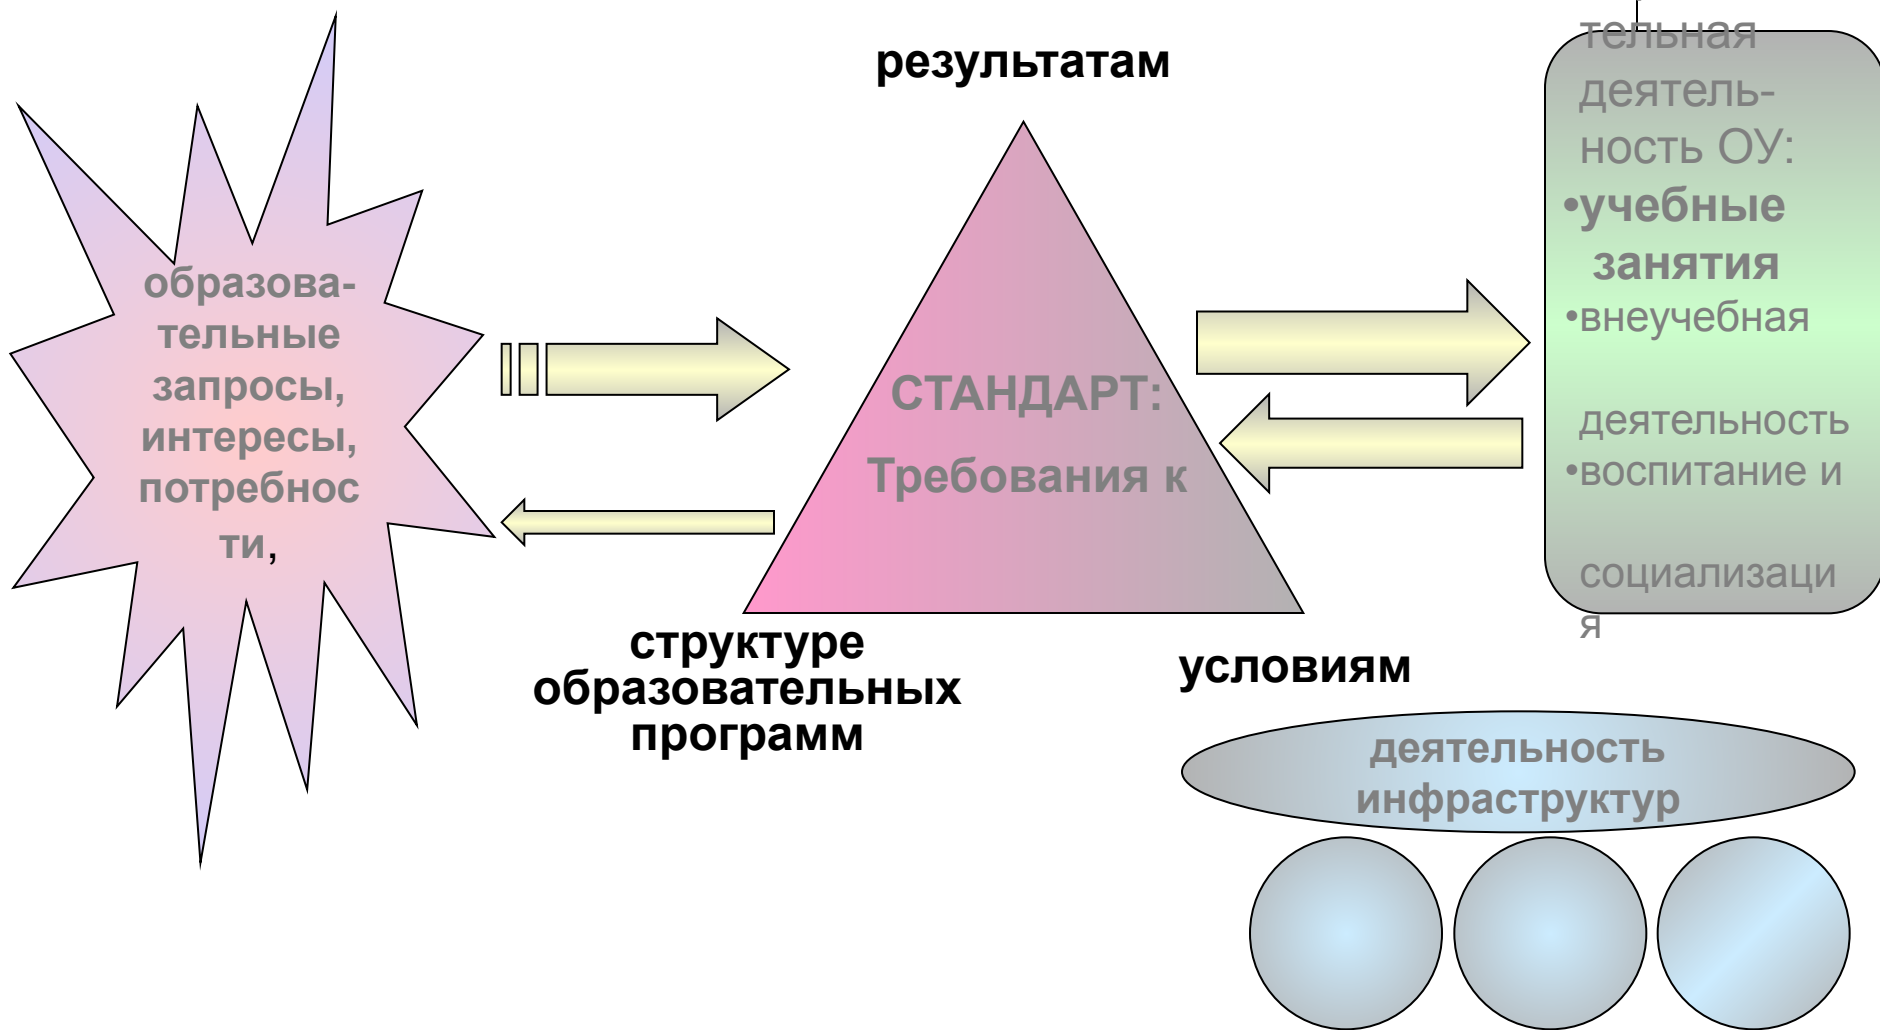 результатам
образова-
тельные
запросы,
интересы,
потребнос
ти,
СТАНДАРТ:
Требования к
структуре
образовательных
программ
условиям
тельная
деятель-
ность ОУ:
•учебные
занятия
•внеучебная
деятельность
•воспитание и
социализаци
я
деятельность
инфраструктур